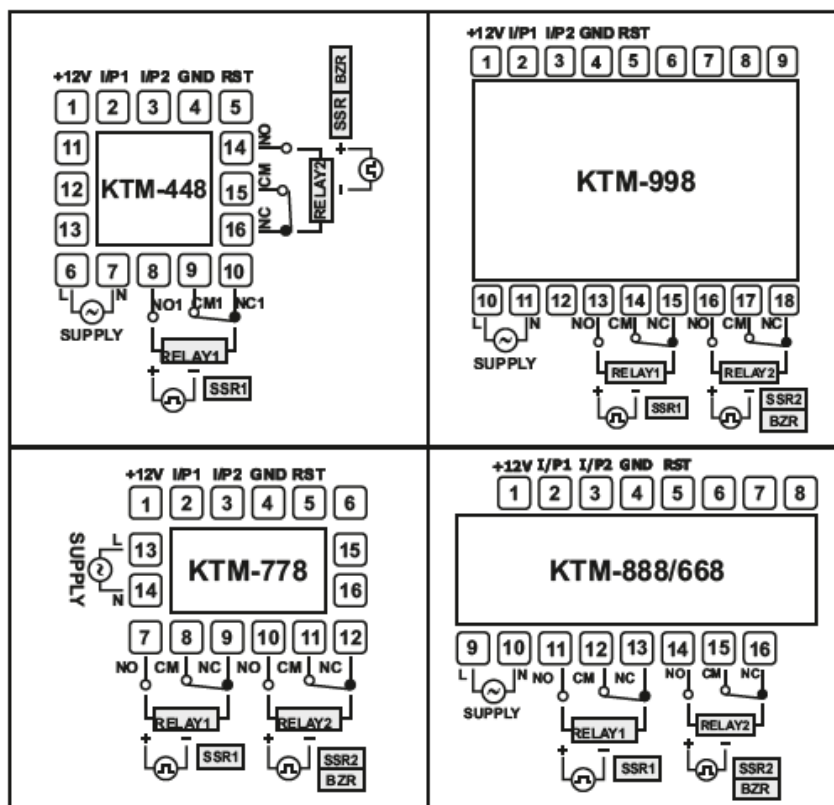 +12V I/P1 I/P2 GND RST
1 2 3 4 5
11 14 NO
12 KTM-448 15 CM
13 16 NC
RELAY2
+ -
SSR BZR
6 7 8 9 10
L N NO1 CM1 NC1
SUPPLY
RELAY1
+ -
SSR1
+12V I/P1 I/P2 GND RST
1 2 3 4 5 6 7 8 9
KTM-998
10 11 12 13 14 15 16 17 18
L N NO CM NC NO CM NC
SUPPLY
RELAY1 RELAY2
+ - + -
SSR1 SSR2
BZR
+12V I/P1 I/P2 GND RST
1 2 3 4 5 6
SUPPLY
L 13 15
KTM-778
N 14 16
7 8 9 10 11 12
NO CM NC NO CM NC
RELAY1 RELAY2
+ - + -
SSR1 SSR2
BZR
+12V I/P1 I/P2 GND RST
1 2 3 4 5 6 7 8
KTM-888/668
9 10 11 12 13 14 15 16
L N NO CM NC NO CM NC
SUPPLY
RELAY1 RELAY2
+ - + -
SSR1 SSR2
BZR